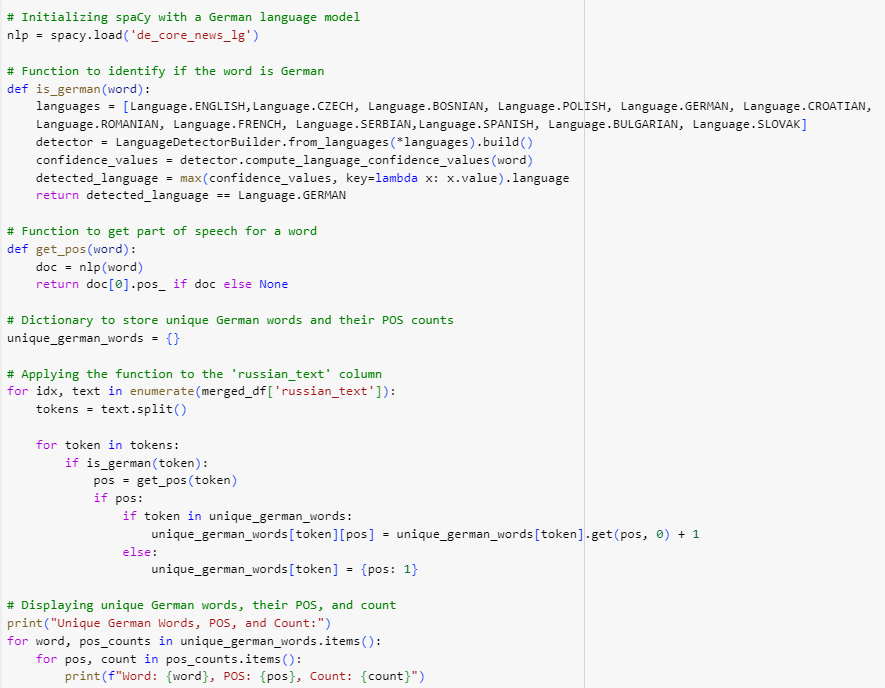 # Initializing spaCy with a German language model
nlp = spacy.load('de_core_news_lg')
# Function to identify if the word is German
def is_german(word):
languages = [Language.ENGLISH,Language.CZECH, Language.BOSNIAN, Language.POLISH, Language.GERMAN, Language.CROATIAN,
Language.ROMANIAN, Language.FRENCH, Language.SERBIAN,Language.SPANISH, Language.BULGARIAN, Language.SLOVAK]
detector = LanguageDetectorBuilder.from_languages(*languages).build()
confidence_values = detector.compute_language_confidence_values(word)
detected_language = max(confidence_values, key=lambda x: x.value).language
return detected_language == Language.GERMAN
# Function to get part of speech for a word
def get_pos(word):
doc = nlp(word)
return doc[0].pos_ if doc else None
# Dictionary to store unique German words and their POS counts
unique_german_words = {}
# Applying the function to the 'russian_text' column
for idx, text in enumerate(merged_df['russian_text']):
tokens = text.split()
for token in tokens:
if is_german(token):
pos = get_pos(token)
if pos:
if token in unique_german_words:
unique_german_words[token][pos] = unique_german_words[token].get(pos, 0) + 1
else:
unique_german_words[token] = {pos: 1}
# Displaying unique German words, their POS, and count
print("Unique German Words, POS, and Count:")
for word, pos_counts in unique_german_words.items():
for pos, count in pos_counts.items():
print(f"Word: {word}, POS: {pos}, Count: {count}")